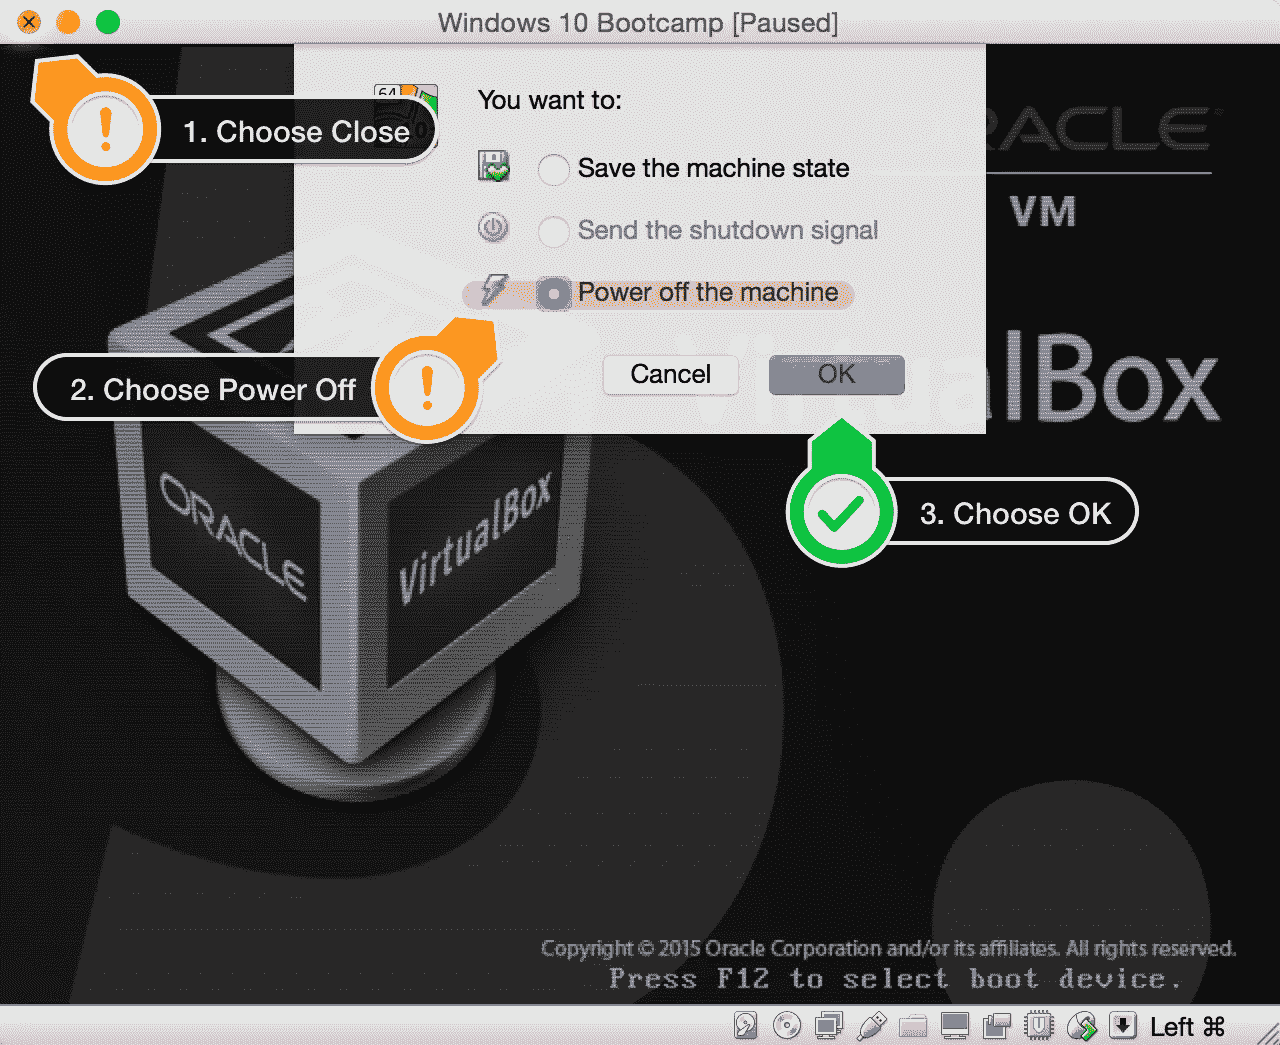 Windows 10 Bootcamp [Paused]
64
You want to:
1. Choose Close
Save the machine state
Send the shutdown signal
Power off the machine
2. Choose Power Off
Cancel
OK
3. Choose OK
RACLE
VM
alBox
ORACLE
VirtualBox
Copyright © 2015 Oracle Corporation and/or its affiliates. All rights reserved.
Press F12 to select boot device.
Left ⌘